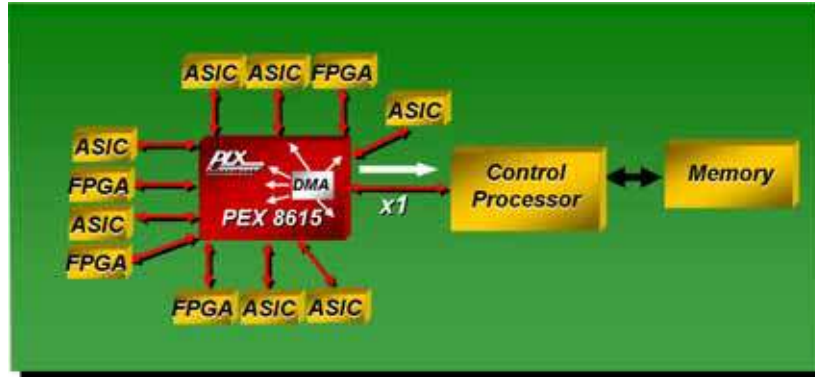 ASIC ASIC FPGA
ASIC
ASIC
FPGA
ASIC
FPGA
PLX
DMA
PEX 8615
x1
Control
Processor
Memory
FPGA ASIC ASIC